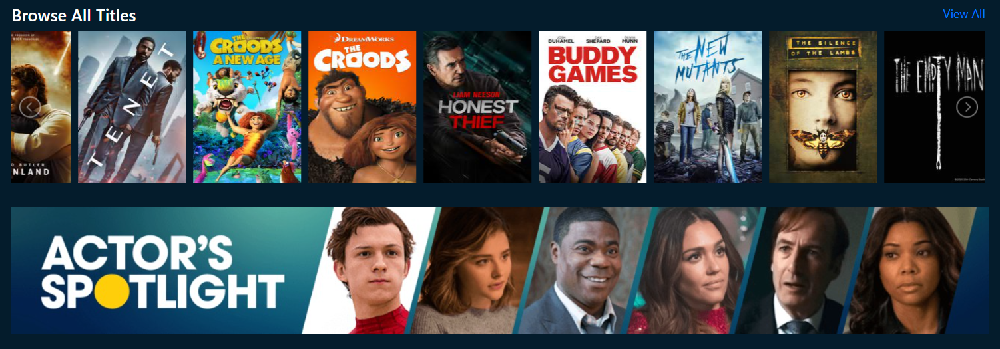 Browse All Titles
View All
D BUTLER
NLAND
TENET
THE
CROODS
A NEW AGE
DREAMWORKS
THE
CROODS
LIAM NEESON
HONEST
THIEF
JOSH DUHAMEL
DAX SHEPARD
OLIVIA MUNN
BUDDY
GAMES
THE NEW
MUTANTS
THE SILENCE
OF THE LAMBS
THE EMPTY MAN
ACTOR'S
SPOTLIGHT